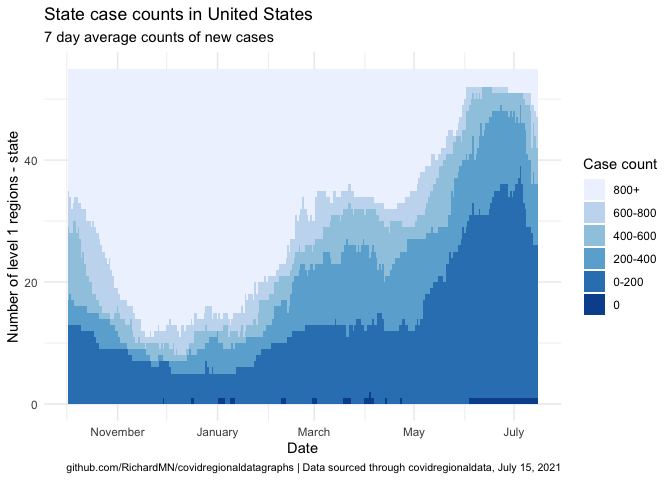 State case counts in United States
7 day average counts of new cases
Number of level 1 regions - state
40
20
0
November
January
March
May
July
Date
Case count
800+
600-800
400-600
200-400
0-200
0
github.com/RichardMN/covidregionaldatagraphs | Data sourced through covidregionaldata, July 15, 2021